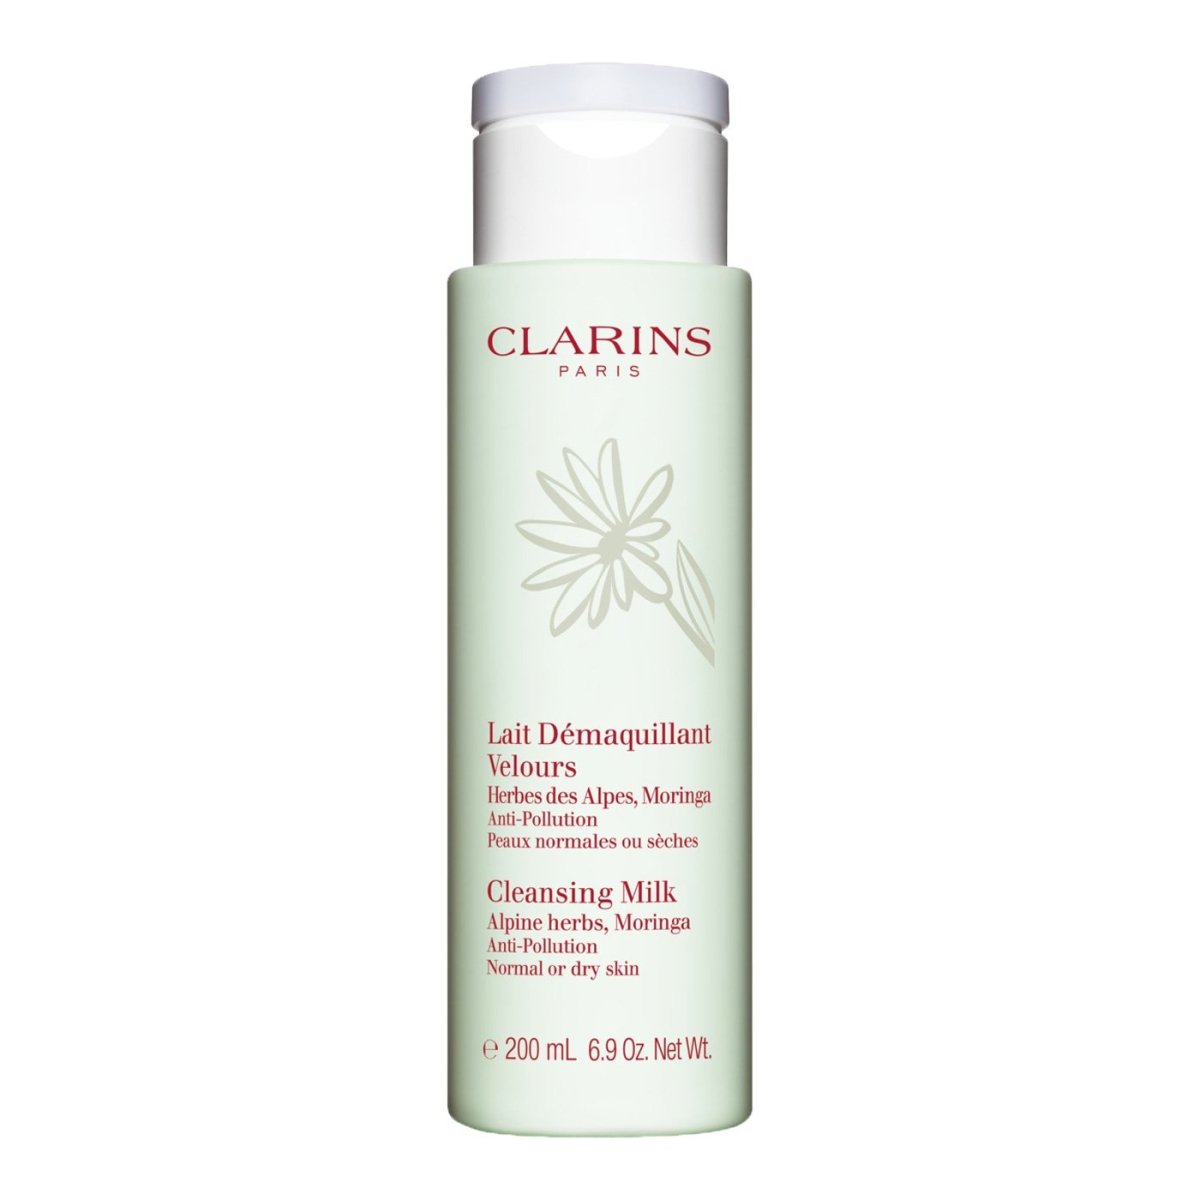 CLARINS
PARIS
Lait Démaquillant
Velours
Herbes des Alpes, Moringa
Anti-Pollution
Peaux normales ou sèches
Cleansing Milk
Alpine herbs, Moringa
Anti-Pollution
Normal or dry skin
℮ 200 mL 6.9 Oz. Net Wt.